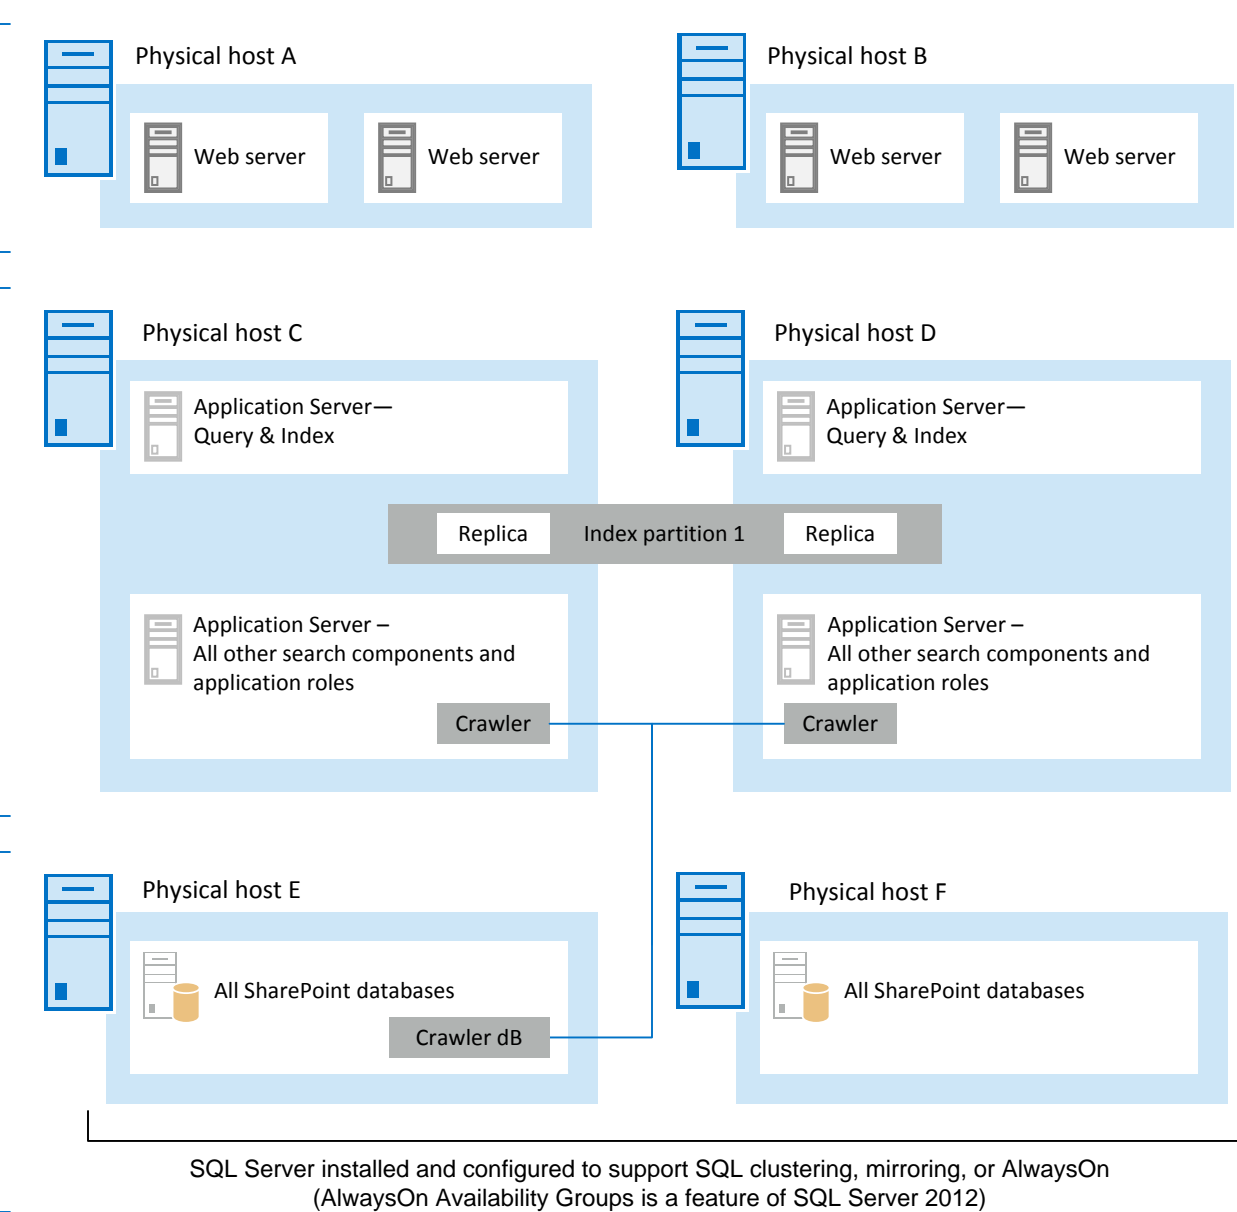 Physical host A
Physical host B
Web server
Web server
Web server
Web server
Physical host C
Physical host D
Application Server—
Query & Index
Application Server—
Query & Index
Replica
Index partition 1
Replica
Application Server –
All other search components and
application roles
Crawler
Application Server –
All other search components and
application roles
Crawler
Physical host E
Physical host F
All SharePoint databases
Crawler dB
All SharePoint databases
SQL Server installed and configured to support SQL clustering, mirroring, or AlwaysOn
(AlwaysOn Availability Groups is a feature of SQL Server 2012)